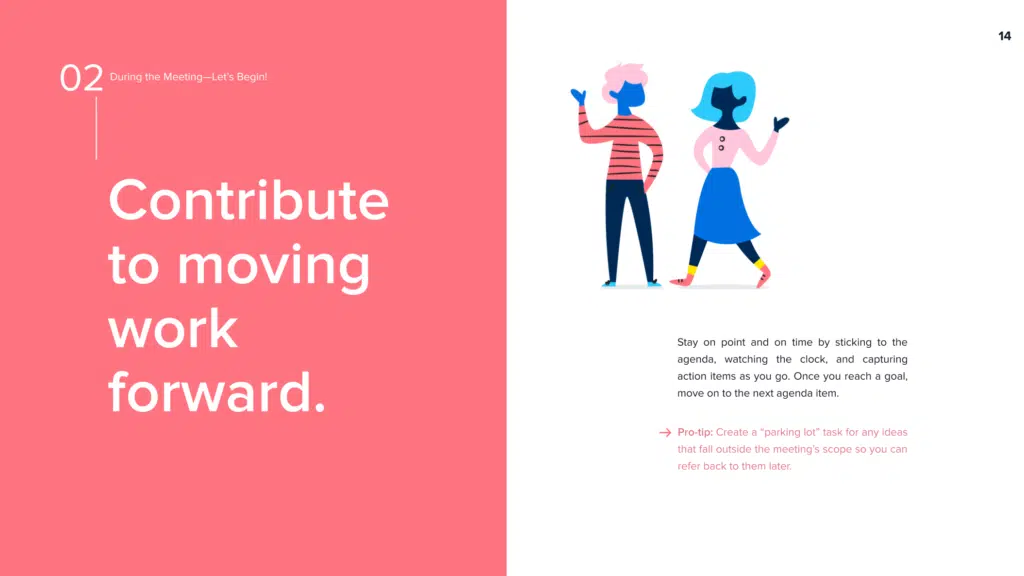 14
02
During the Meeting—Let's Begin!
Contribute
to moving
work
forward.
Stay on point and on time by sticking to the
agenda, watching the clock, and capturing
action items as you go. Once you reach a goal,
move on to the next agenda item.
→ Pro-tip: Create a “parking lot” task for any ideas
that fall outside the meeting’s scope so you can
refer back to them later.